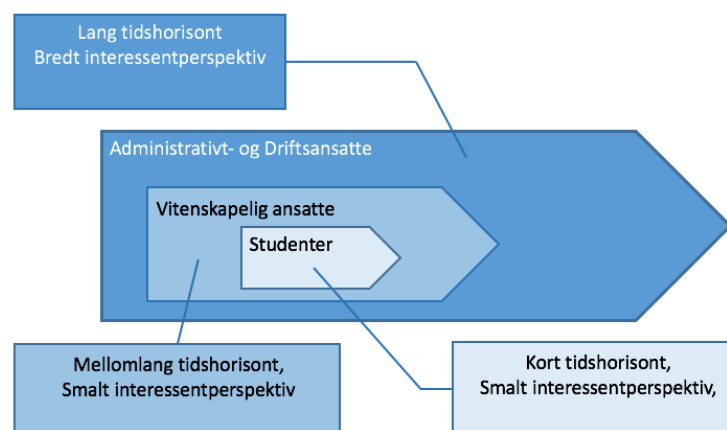 Lang tidshorisont
Bredt interessentperspektiv
Administrativt- og Driftsansatte
Vitenskapelig ansatte
Studenter
Mellomlang tidshorisont,
Smalt interessentperspektiv
Kort tidshorisont,
Smalt interessentperspektiv,